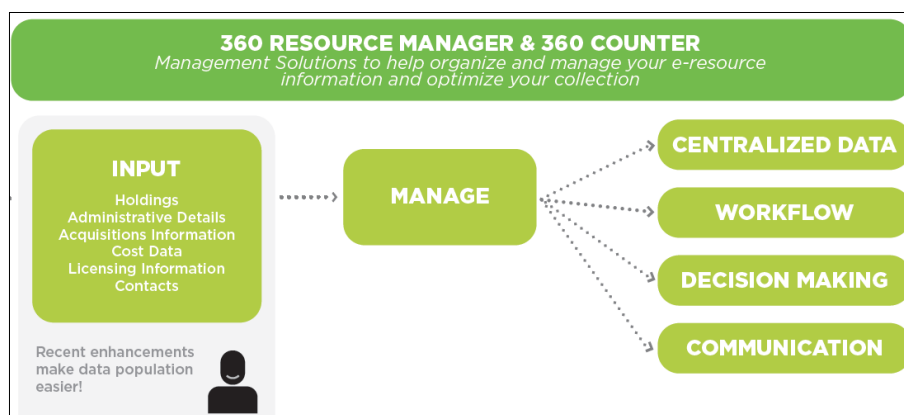 360 RESOURCE MANAGER & 360 COUNTER
Management Solutions to help organize and manage your e-resource
information and optimize your collection
INPUT
Holdings
Administrative Details
Acquisitions Information
Cost Data
Licensing Information
Contacts
Recent enhancements
make data population
easier!
MANAGE
CENTRALIZED DATA
WORKFLOW
DECISION MAKING
COMMUNICATION